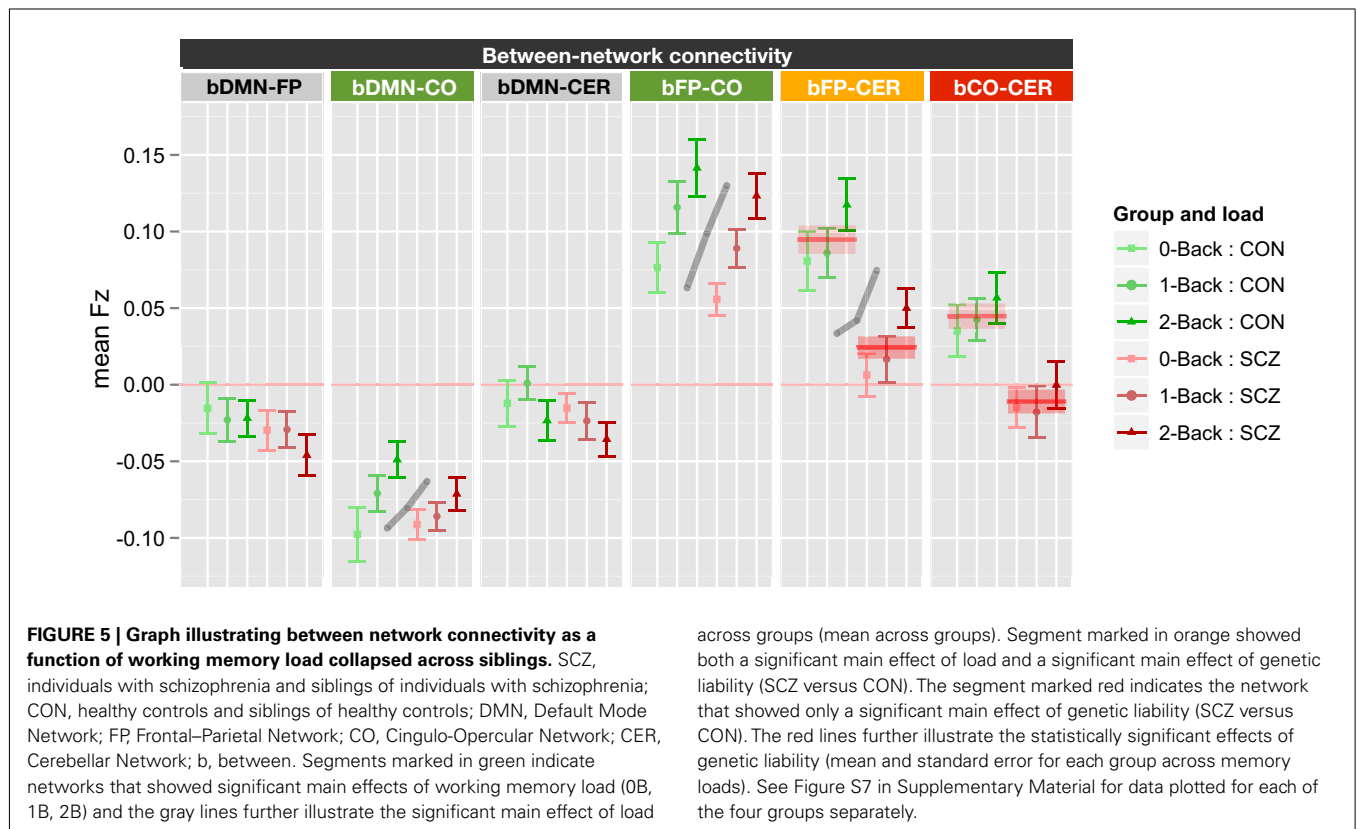 Between-network connectivity
bDMN-FP bDMN-CO bDMN-CER bFP-CO bFP-CER bCO-CER
mean Fz
0.15
0.10
0.05
0.00
-0.05
-0.10
Group and load
0-Back : CON
1-Back : CON
2-Back : CON
0-Back : SCZ
1-Back : SCZ
2-Back : SCZ
FIGURE 5 | Graph illustrating between network connectivity as a
function of working memory load collapsed across siblings. SCZ,
individuals with schizophrenia and siblings of individuals with schizophrenia;
CON, healthy controls and siblings of healthy controls; DMN, Default Mode
Network; FP, Frontal–Parietal Network; CO, Cingulo-Opercular Network; CER,
Cerebellar Network; b, between. Segments marked in green indicate
networks that showed significant main effects of working memory load (0B,
1B, 2B) and the gray lines further illustrate the significant main effect of load
across groups (mean across groups). Segment marked in orange showed
both a significant main effect of load and a significant main effect of genetic
liability (SCZ versus CON). The segment marked red indicates the network
that showed only a significant main effect of genetic liability (SCZ versus
CON). The red lines further illustrate the statistically significant effects of
genetic liability (mean and standard error for each group across memory
loads). See Figure S7 in Supplementary Material for data plotted for each of
the four groups separately.